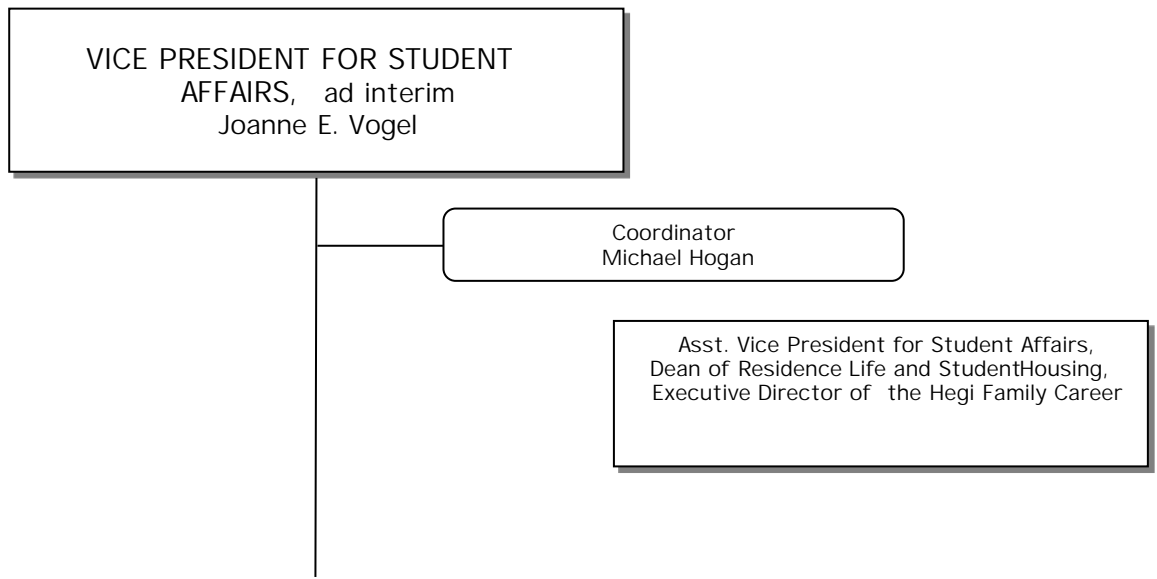 VICE PRESIDENT FOR STUDENT
AFFAIRS, ad interim
Joanne E. Vogel
Coordinator
Michael Hogan
Asst. Vice President for Student Affairs,
Dean of Residence Life and StudentHousing,
Executive Director of the Hegi Family Career